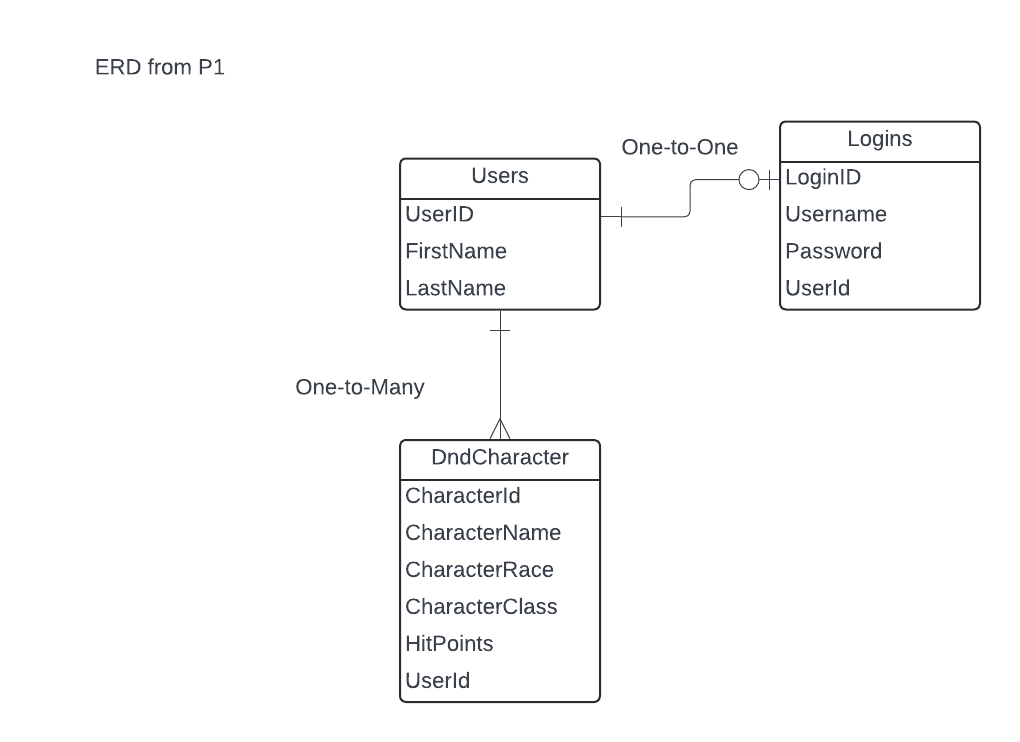 ERD from P1
One-to-One
Logins
LoginID
Username
Password
UserId
Users
UserID
FirstName
LastName
One-to-Many
DndCharacter
CharacterId
CharacterName
CharacterRace
CharacterClass
HitPoints
UserId